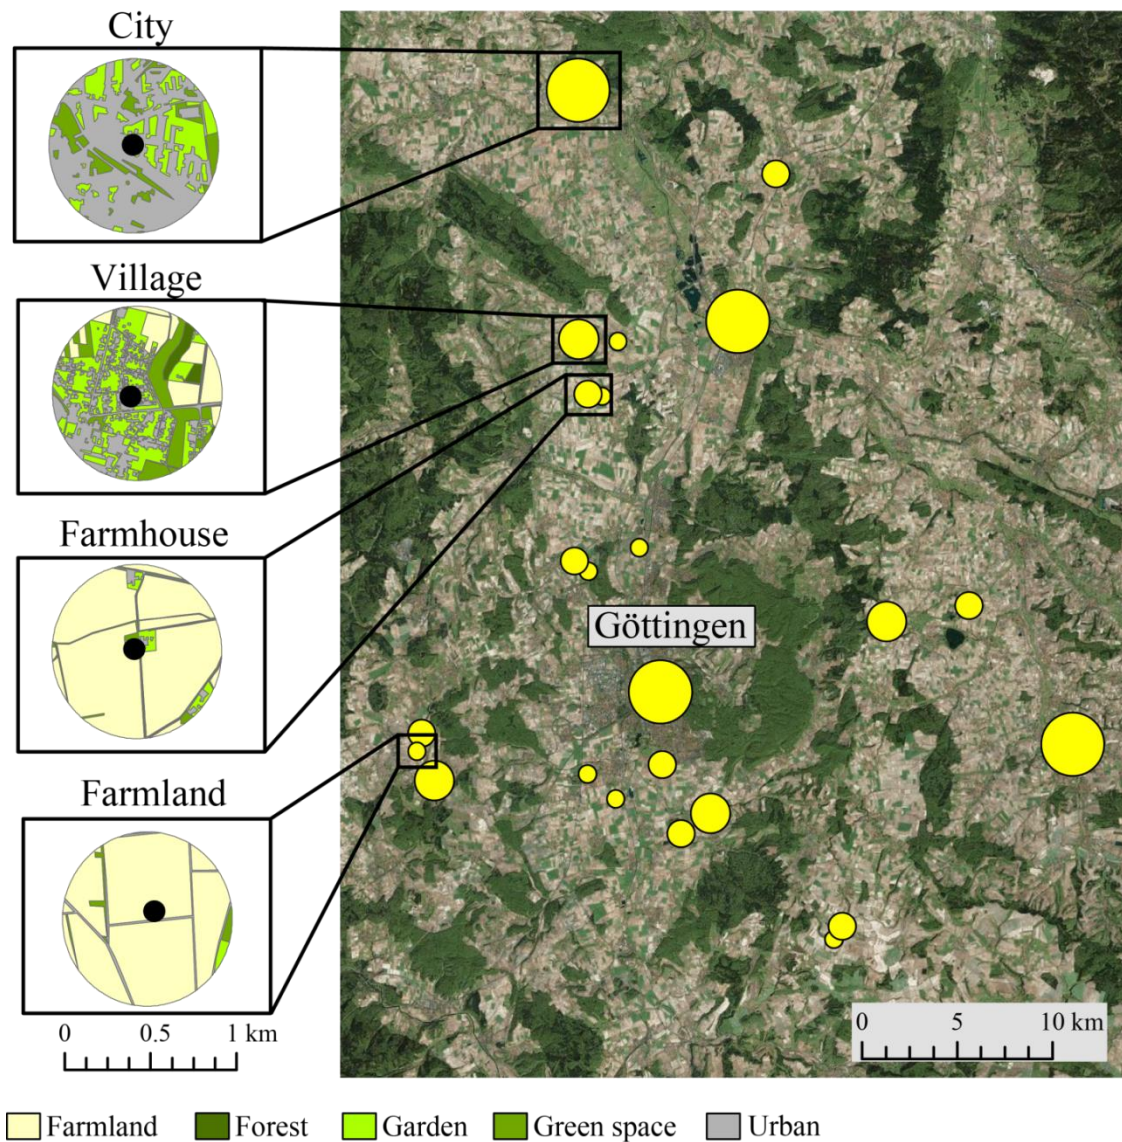 City
Village
Farmhouse
Farmland
0 0.5 1 km
Göttingen
0 5 10 km
Farmland Forest Garden Green space Urban